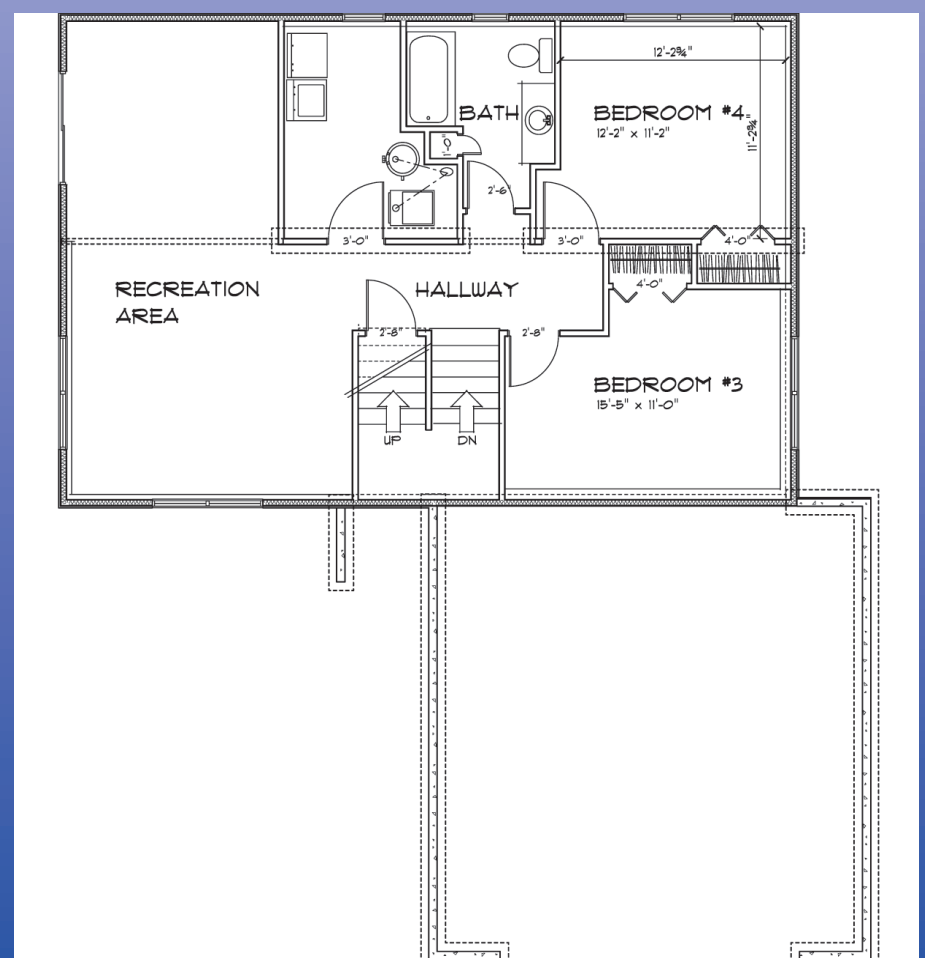 12'-2¾"
BATH
BEDROOM #4
12'-2" x 11'-2"
11'-2¾"
1'-0"
2'-6"
3'-0"
3'-0"
4'-0"
RECREATION
AREA
HALLWAY
4'-0"
2'-8"
2'-8"
BEDROOM #3
15'-5" x 11'-0"
UP
DN